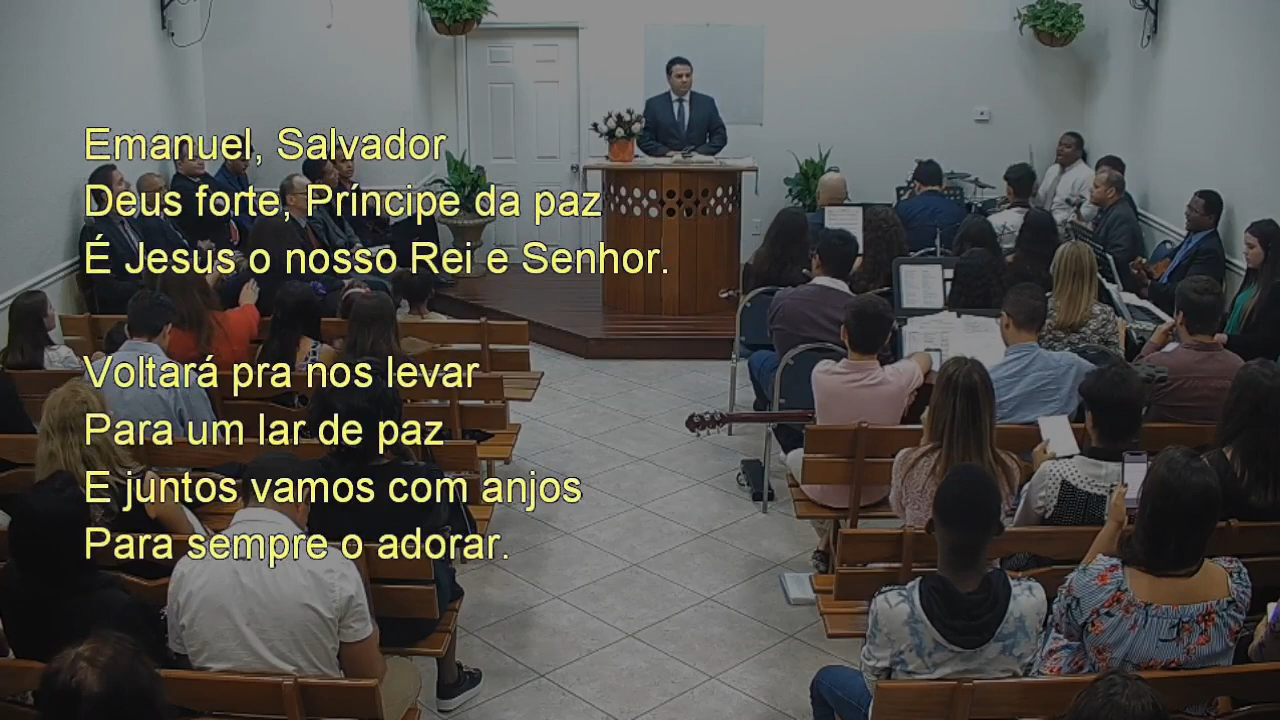 Emanuel, Salvador
Deus forte, Príncipe da paz
É Jesus o nosso Rei e Senhor.
Voltará pra nos levar
Para um lar de paz
E juntos vamos com anjos
Para sempre o adorar.